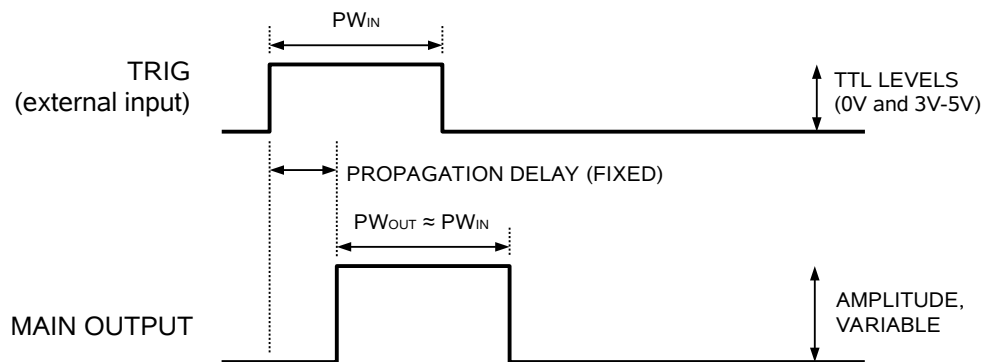 PWIN
TRIG
(external input)
TTL LEVELS
(0V and 3V-5V)
PROPAGATION DELAY (FIXED)
PWOUT ≈ PWIN
MAIN OUTPUT
AMPLITUDE,
VARIABLE